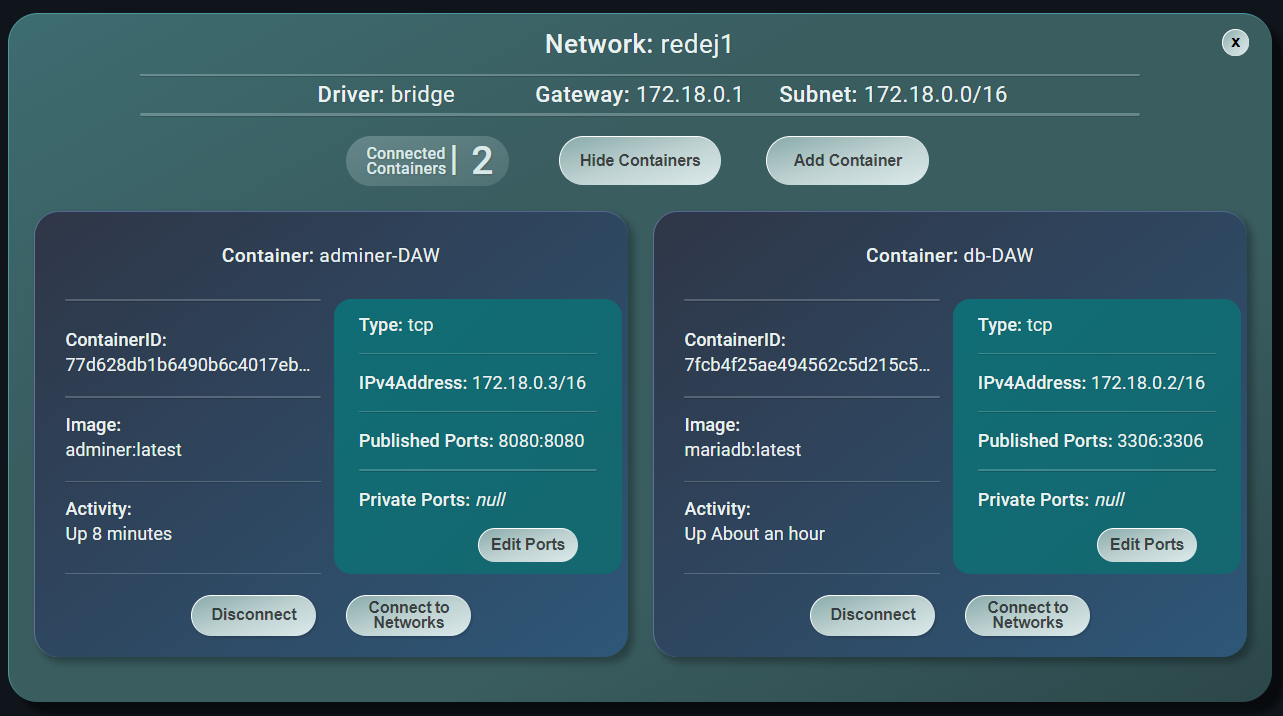 Network: redej1
x
Driver: bridge
Gateway: 172.18.0.1
Subnet: 172.18.0.0/16
Connected
Containers
2
Hide Containers
Add Container
Container: adminer-DAW
ContainerID:
77d628db1b6490b6c4017eb...
Image:
adminer:latest
Activity:
Up 8 minutes
Type: tcp
IPv4Address: 172.18.0.3/16
Published Ports: 8080:8080
Private Ports: null
Edit Ports
Disconnect
Connect to
Networks
Container: db-DAW
ContainerID:
7fcb4f25ae494562c5d215c5...
Image:
mariadb:latest
Activity:
Up About an hour
Type: tcp
IPv4Address: 172.18.0.2/16
Published Ports: 3306:3306
Private Ports: null
Edit Ports
Disconnect
Connect to
Networks